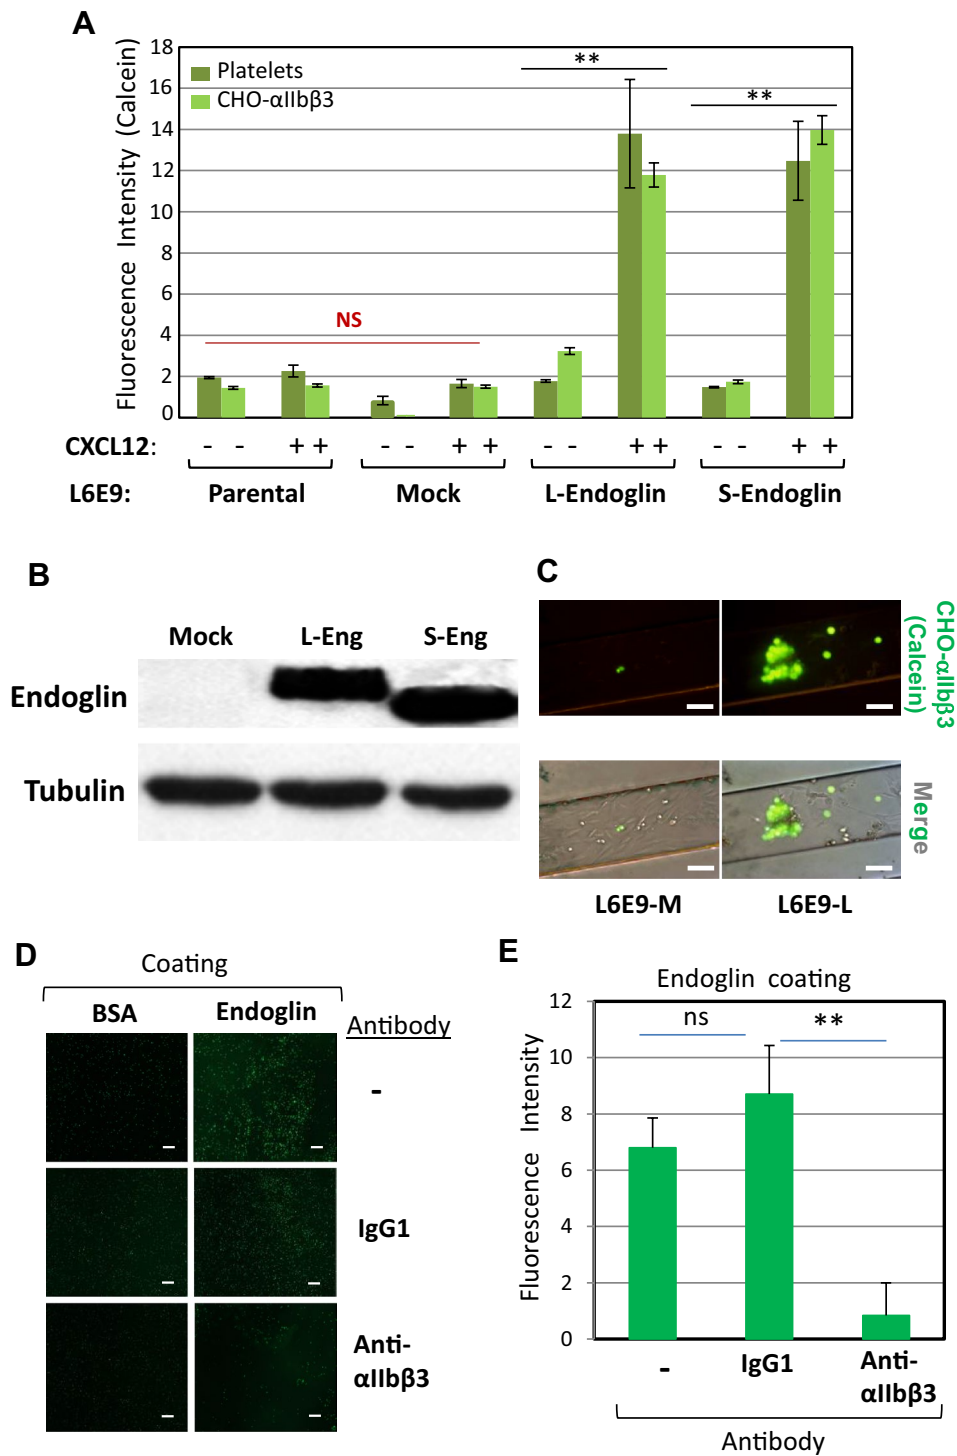 A
Fluorescence Intensity (Calcein)
18
16
14
12
10
8
6
4
2
0
Platelets
CHO-αIIbβ3
**
**
NS
CXCL12:
- - + + - - + + - - + + - - + +
L6E9:
Parental Mock L-Endoglin S-Endoglin
B
Mock L-Eng S-Eng
Endoglin
Tubulin
C
CHO-αIIbβ3
(Calcein)
Merge
L6E9-M L6E9-L
D
Coating
BSA Endoglin
Antibody
-
IgG1
Anti-
αIIbβ3
E
Endoglin coating
Fluorescence Intensity
12
10
8
6
4
2
0
ns
**
- IgG1 Anti-
αIIbβ3
Antibody